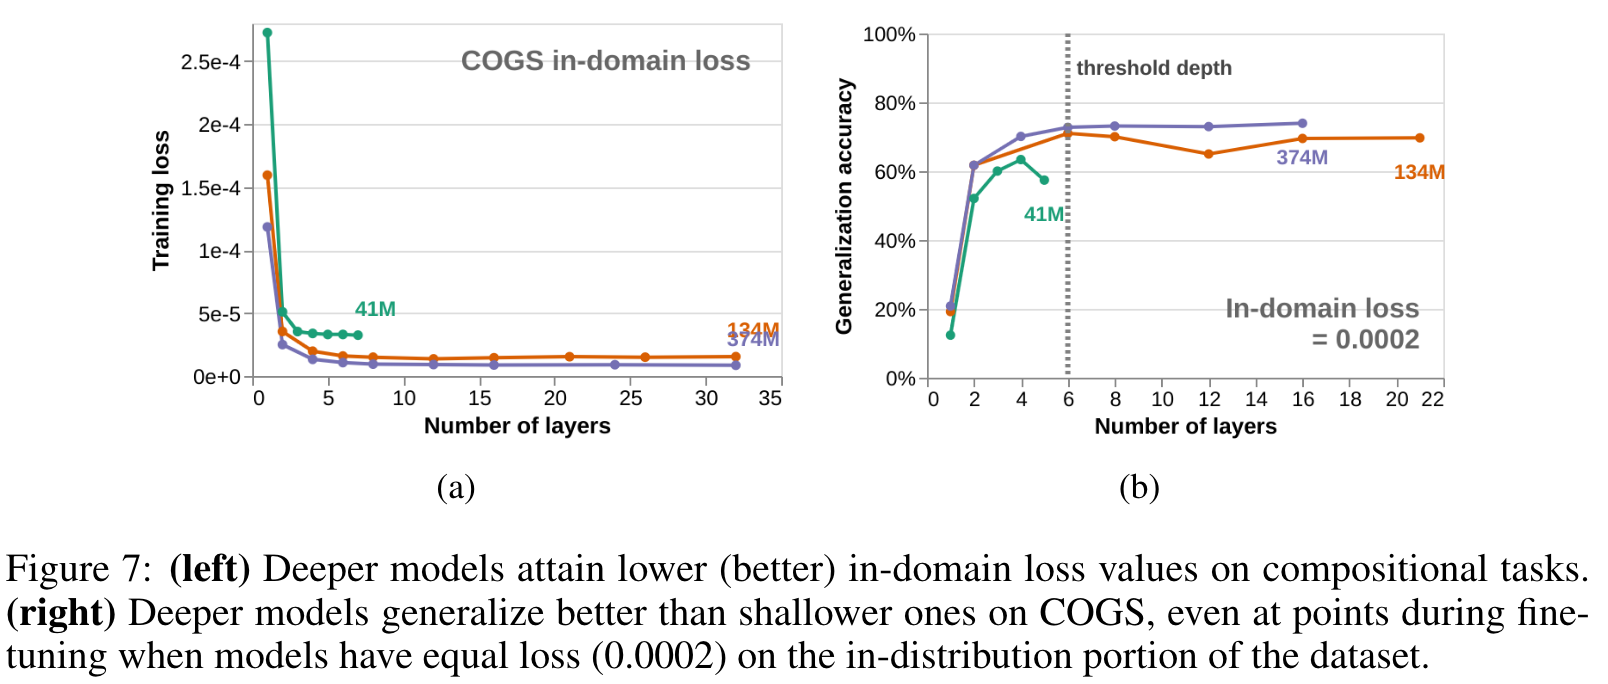 COGS in-domain loss
Training loss
2.5e-4
2e-4
1.5e-4
1e-4
5e-5
0e+0
41M
134M
374M
0 5 10 15 20 25 30 35
Number of layers
(a)
Generalization accuracy
100%
80%
60%
40%
20%
0%
threshold depth
374M
134M
41M
In-domain loss
= 0.0002
0 2 4 6 8 10 12 14 16 18 20 22
Number of layers
(b)
Figure 7: (left) Deeper models attain lower (better) in-domain loss values on compositional tasks.
(right) Deeper models generalize better than shallower ones on COGS, even at points during fine-
tuning when models have equal loss (0.0002) on the in-distribution portion of the dataset.